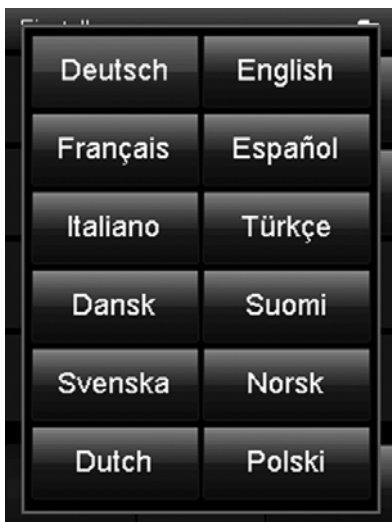 Deutsch English
Français Español
Italiano Türkçe
Dansk Suomi
Svenska Norsk
Dutch Polski